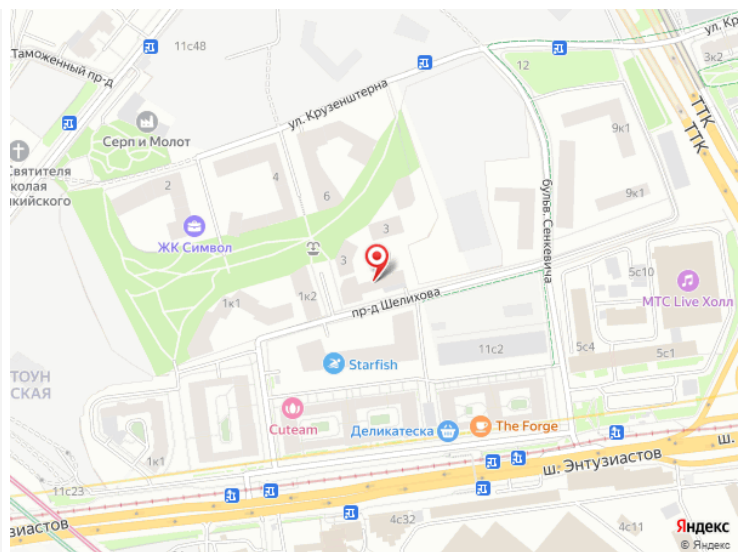 ул. Кр
Таможенный пр-д
11с48
12
3к2
ТТК
ТТК
ул. Крузенштерна
Серп и Молот
Святителя
колая
кийского
9к1
9к1
2
4
6
3
3
ЖК Символ
бульв. Сенкевича
1к1
1к2
пр-д Шелихова
5с10
МТС Live Холл
5с4
5с1
11с2
ТОУН
СКАЯ
Starfish
Cuteam
Деликатеска
The Forge
1к1
11с23
ш. Энтузиастов
ш.
зиастов
4с32
4с11
Яндекс
© Яндекс